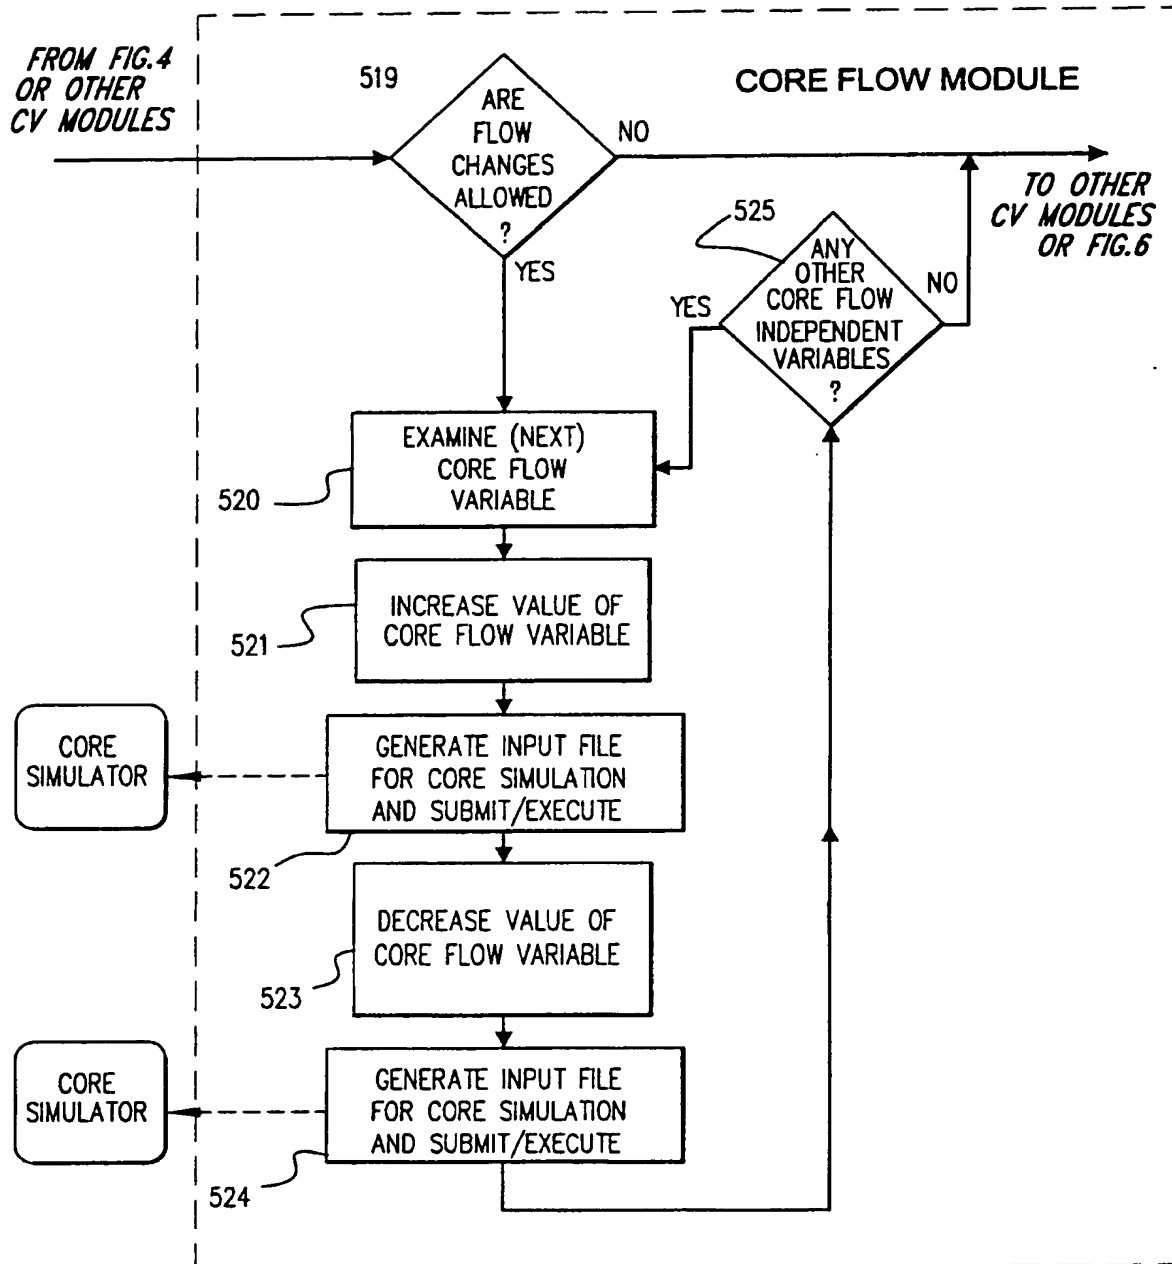 FROM FIG.4
OR OTHER
CV MODULES
519
ARE
FLOW
CHANGES
ALLOWED
?
NO
YES
CORE FLOW MODULE
TO OTHER
CV MODULES
OR FIG.6
525
ANY
OTHER
CORE FLOW
INDEPENDENT
VARIABLES
?
YES
NO
EXAMINE (NEXT)
CORE FLOW
VARIABLE
520
INCREASE VALUE OF
CORE FLOW VARIABLE
521
CORE
SIMULATOR
GENERATE INPUT FILE
FOR CORE SIMULATION
AND SUBMIT/EXECUTE
522
DECREASE VALUE OF
CORE FLOW VARIABLE
523
CORE
SIMULATOR
GENERATE INPUT FILE
FOR CORE SIMULATION
AND SUBMIT/EXECUTE
524